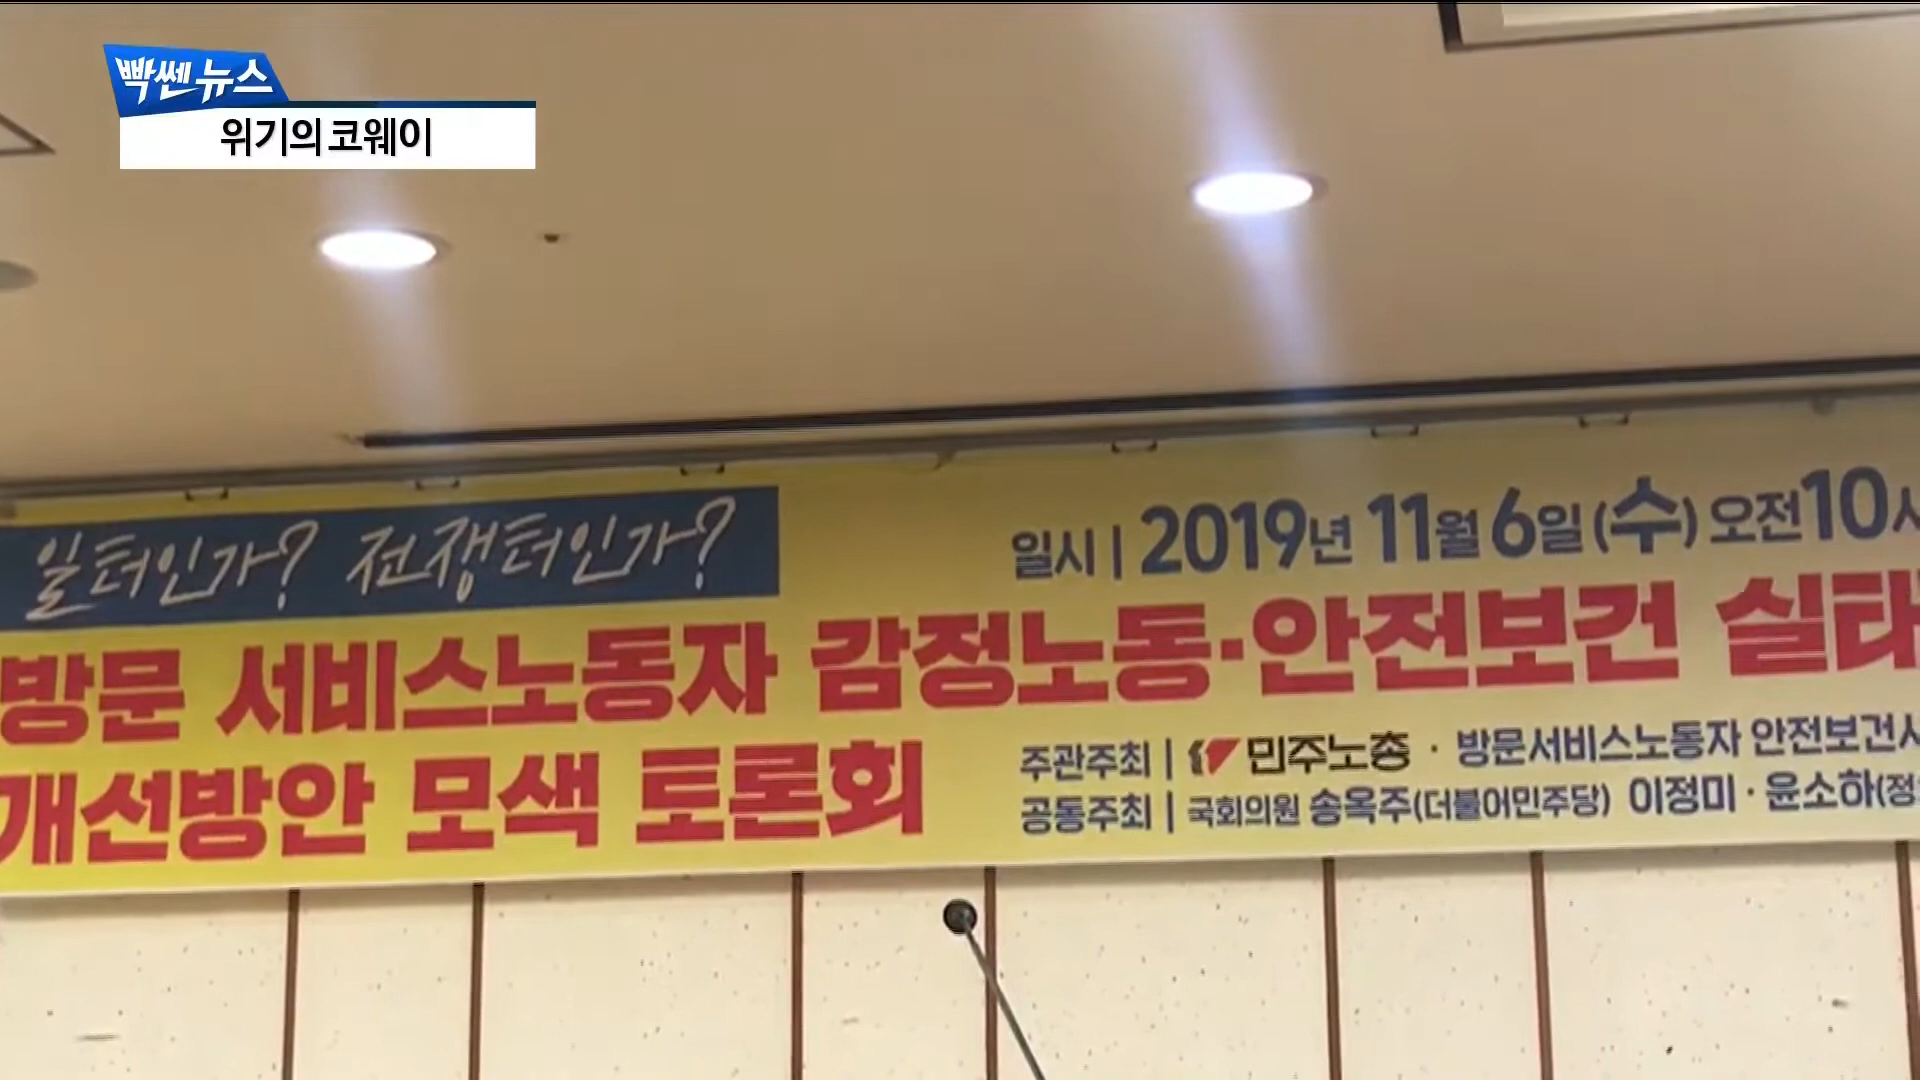 빡쎈뉴스
위기의 코웨이
일터인가? 전쟁터인가?
일시 | 2019년 11월 6일 (수) 오전10시
방문 서비스노동자 감정노동·안전보건 실태
개선방안 모색 토론회
주관주최 | 민주노총 · 방문서비스노동자 안전보건사
공동주최 | 국회의원 송옥주(더불어민주당) 이정미 · 윤소하(정